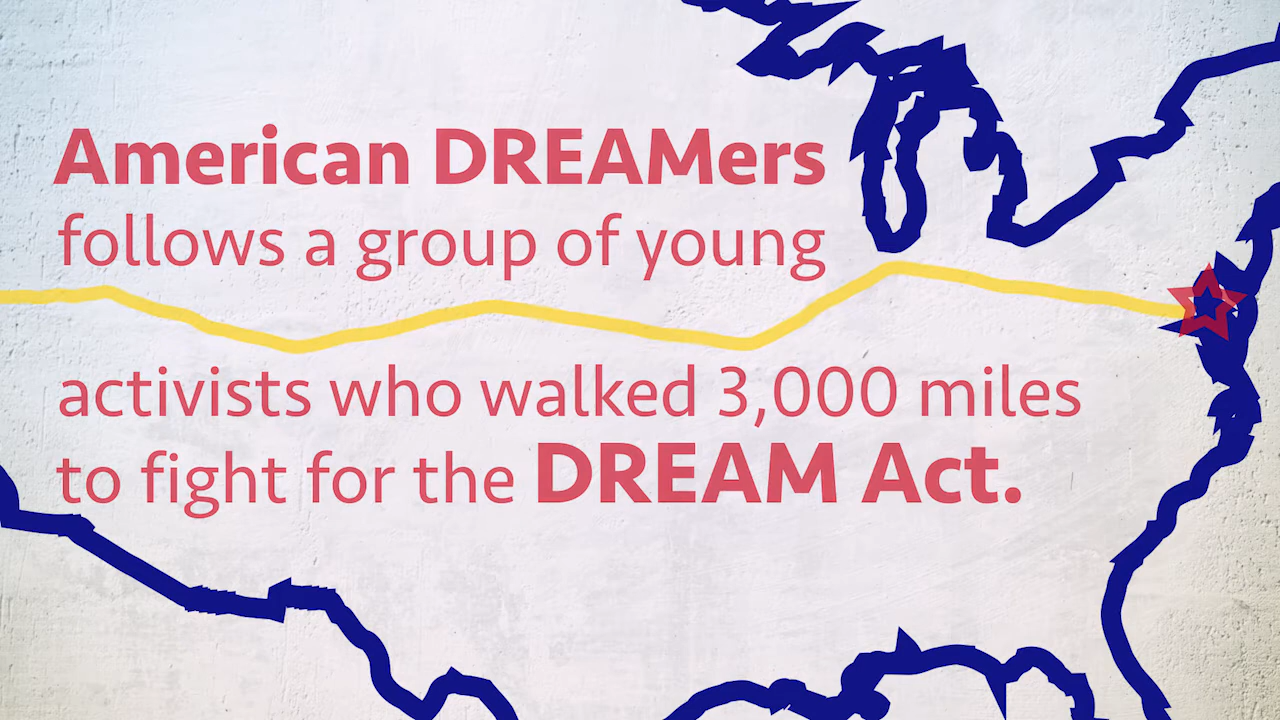 American DREAMers
follows a group of young
activists who walked 3,000 miles
to fight for the DREAM Act.